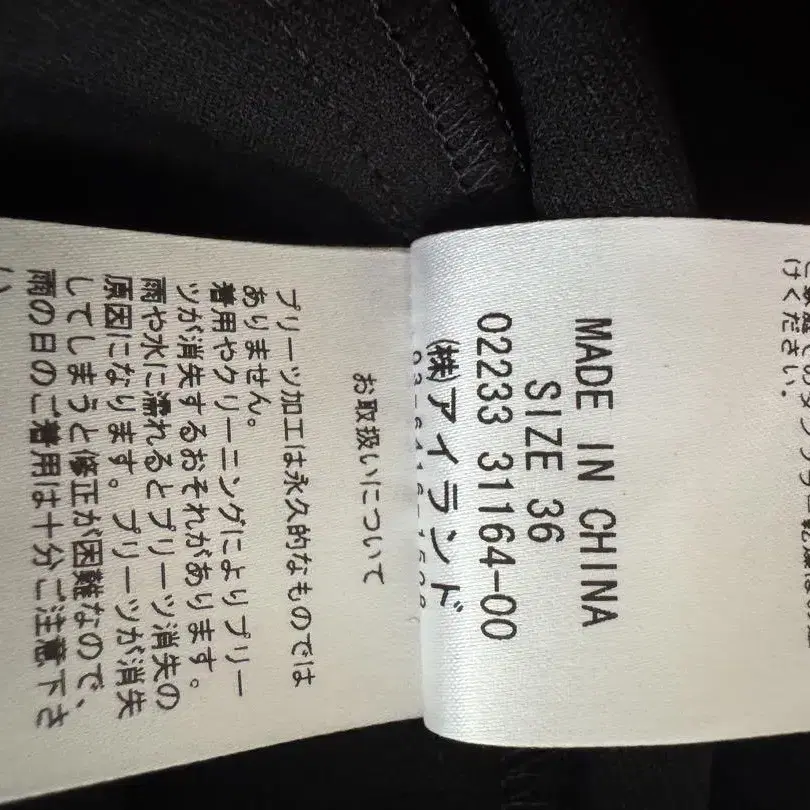 けください.
MADE IN CHINA
SIZE 36
02233 31164-00
㈱アイランド
お取扱いについて
プリーツ加工は永久的なものでは
ありません。
着用やクリーニングによりプリー
ツが消失するおそれがあります。
雨や水に濡れるとプリーツ消失の
原因になります。プリーツが消失
してしまうと修正が困難なので、
雨の日のご着用は十分ご注意下さ
い